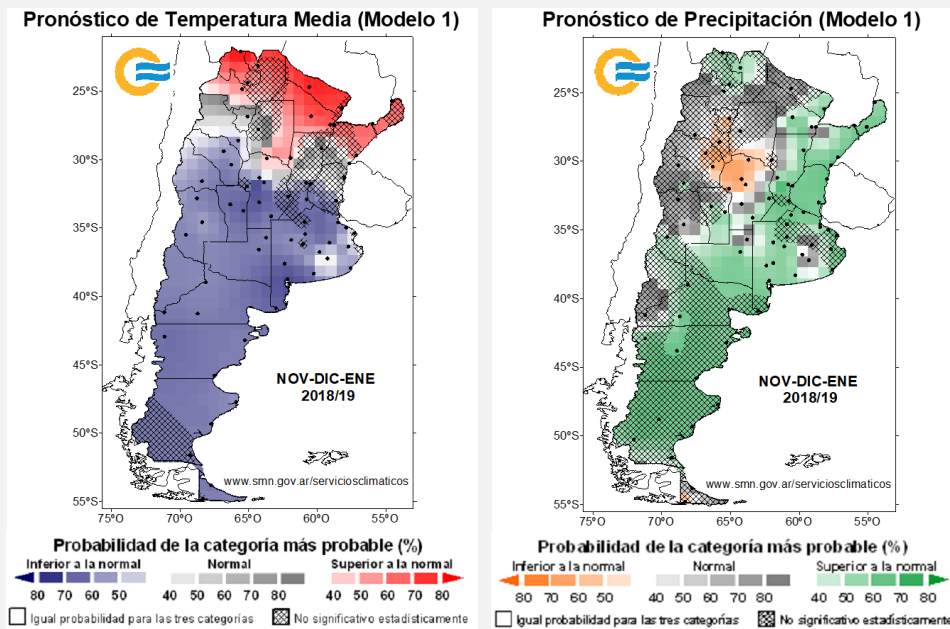 Pronóstico de Temperatura Media (Modelo 1)
25°S
30°S
35°S
40°S
45°S
50°S
55°S
NOV-DIC-ENE
2018/19
www.smn.gov.ar/serviciosclimaticos
75°O 70°O 65°O 60°O 55°O
Probabilidad de la categoría más probable (%)
Inferior a la normal Normal Superior a la normal
80 70 60 50 40 50 60 70 80 40 50 60 70 80
Igual probabilidad para las tres categorías No significativo estadísticamente
Pronóstico de Precipitación (Modelo 1)
25°S
30°S
35°S
40°S
45°S
50°S
55°S
NOV-DIC-ENE
2018/19
www.smn.gov.ar/serviciosclimaticos
75°O 70°O 65°O 60°O 55°O
Probabilidad de la categoría más probable (%)
Inferior a la normal Normal Superior a la normal
80 70 60 50 40 50 60 70 80 40 50 60 70 80
Igual probabilidad para las tres categorías No significativo estadísticamente